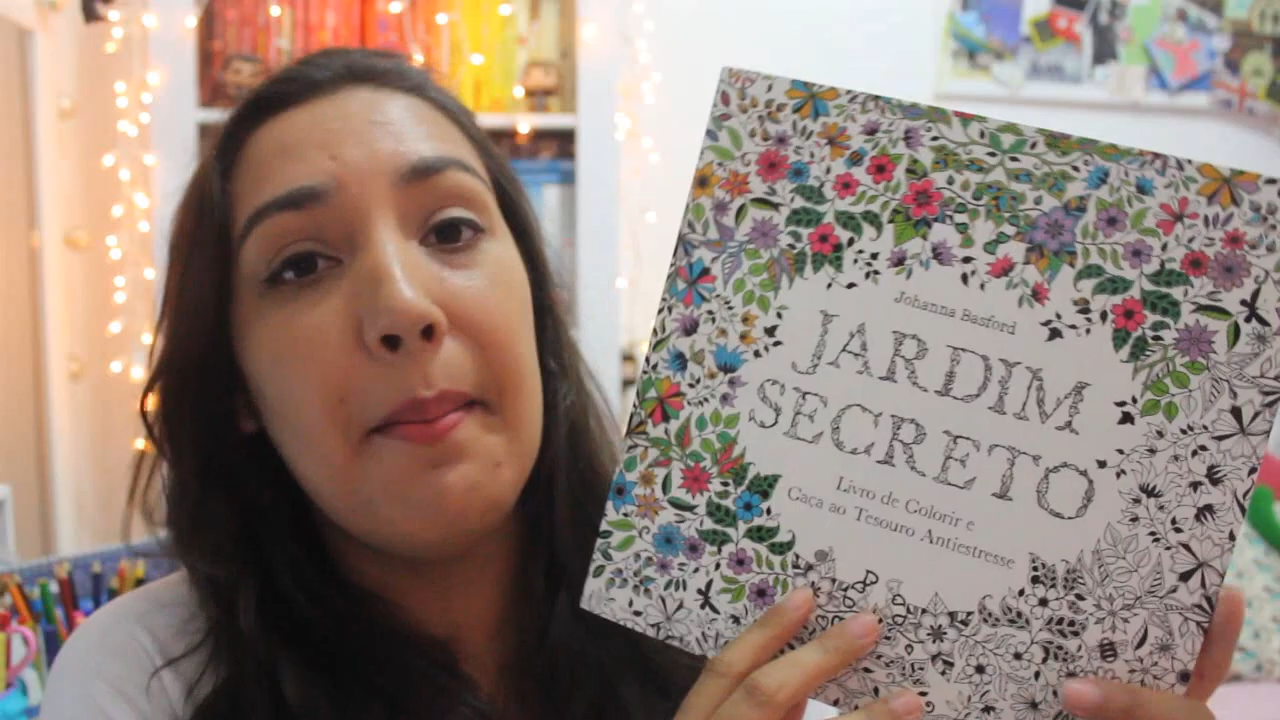 Johanna Basford
JARDIM
SECRETO
Livro de Colorir e
Caça ao Tesouro Antiestresse